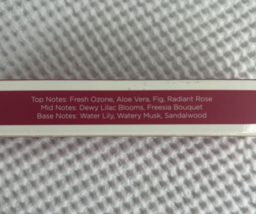 Top Notes: Fresh Ozone, Aloe Vera, Fig, Radiant Rose
Mid Notes: Dewy Lilac Blooms, Freesia Bouquet
Base Notes: Water Lily, Watery Musk, Sandalwood